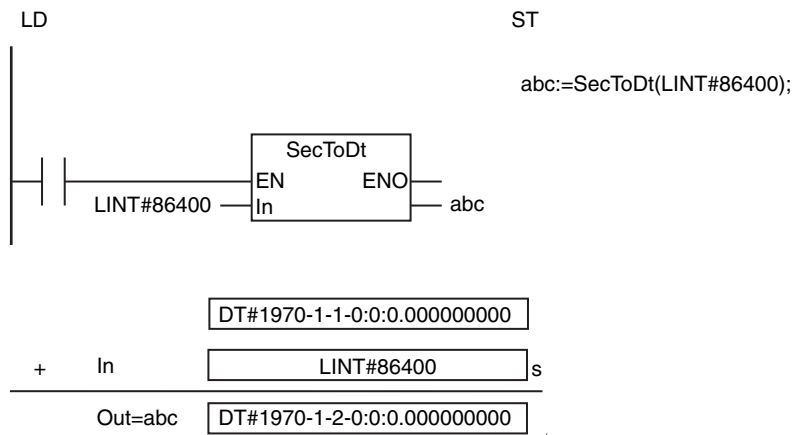 LD
ST
abc:=SecToDt(LINT#86400);
SecToDt
EN ENO
LINT#86400 In abc
DT#1970-1-1-0:0:0.000000000
+ In LINT#86400 s
Out=abc DT#1970-1-2-0:0:0.000000000